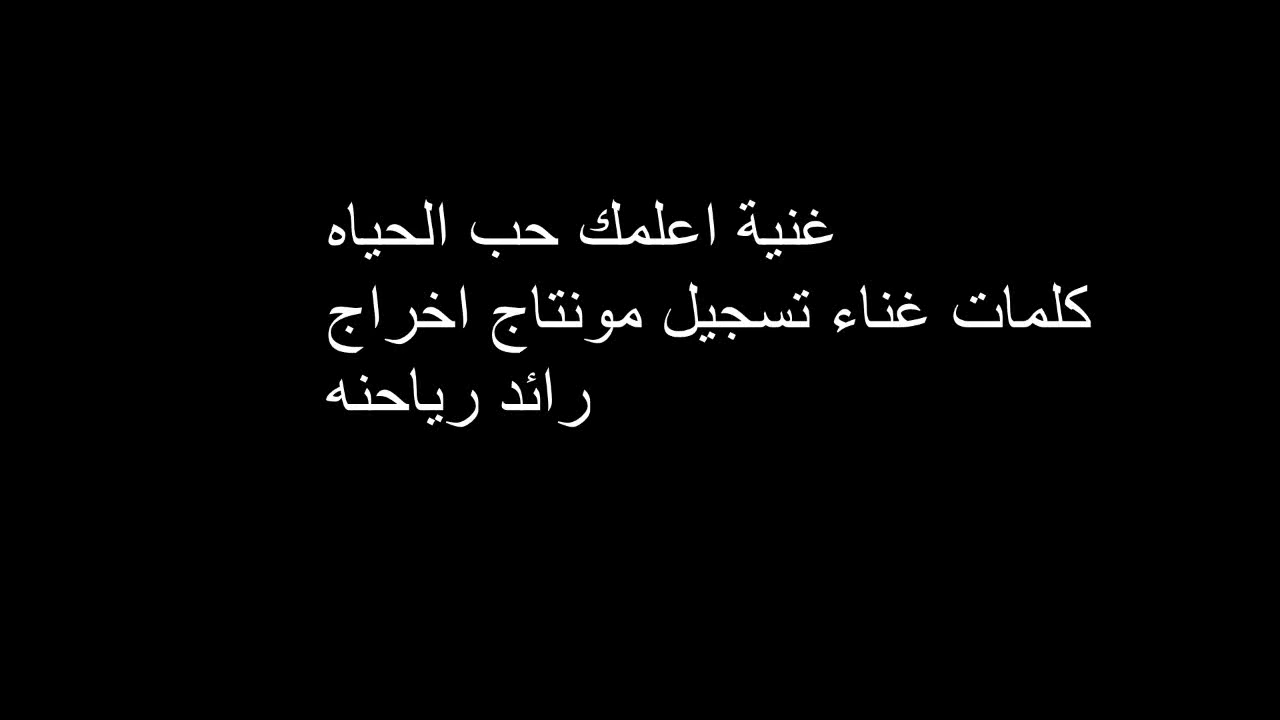 غنية اعلمك حب الحياه
كلمات غناء تسجيل مونتاج اخراج
رائد رياحنه